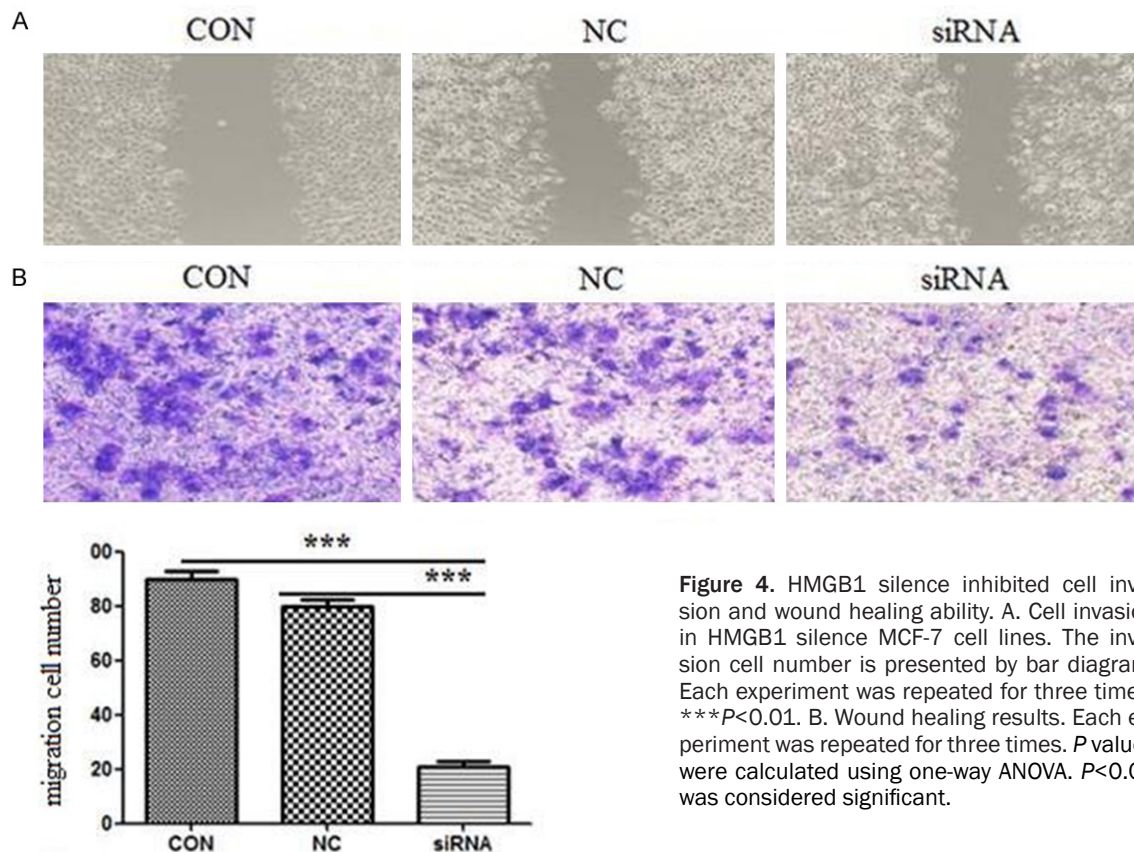 A
CON NC siRNA
B
CON NC siRNA
migration cell number
00
80
60
40
20
0
***
***
CON NC siRNA
Figure 4. HMGB1 silence inhibited cell inv
sion and wound healing ability. A. Cell invasi
in HMGB1 silence MCF-7 cell lines. The inv
sion cell number is presented by bar diagra
Each experiment was repeated for three time
***P<0.01. B. Wound healing results. Each e
periment was repeated for three times. P value
were calculated using one-way ANOVA. P<0.0
was considered significant.